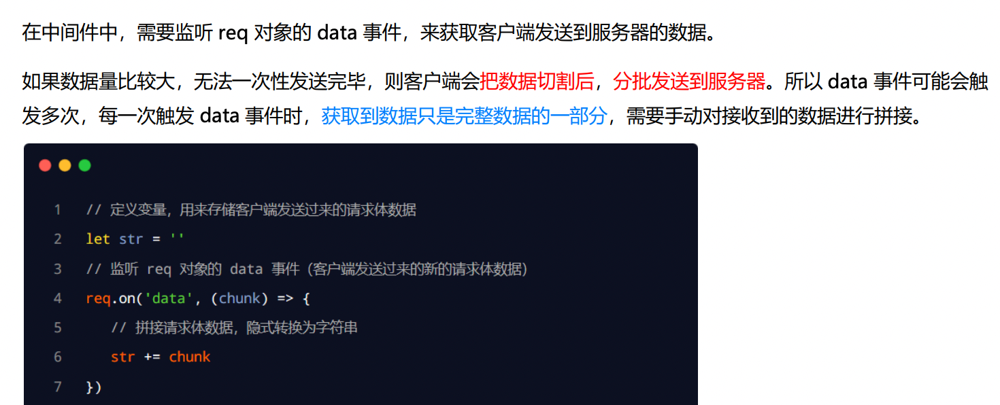 在中间件中，需要监听 req 对象的 data 事件，来获取客户端发送到服务器的数据。
如果数据量比较大，无法一次性发送完毕，则客户端会把数据切割后，分批发送到服务器。所以 data 事件可能会触
发多次，每一次触发 data 事件时，获取到数据只是完整数据的一部分，需要手动对接收到的数据进行拼接。
1 // 定义变量，用来存储客户端发送过来的请求体数据
2 let str = ''
3 // 监听 req 对象的 data 事件（客户端发送过来的新的请求体数据）
4 req.on('data', (chunk) => {
5 // 拼接请求体数据，隐式转换为字符串
6 str += chunk
7 })